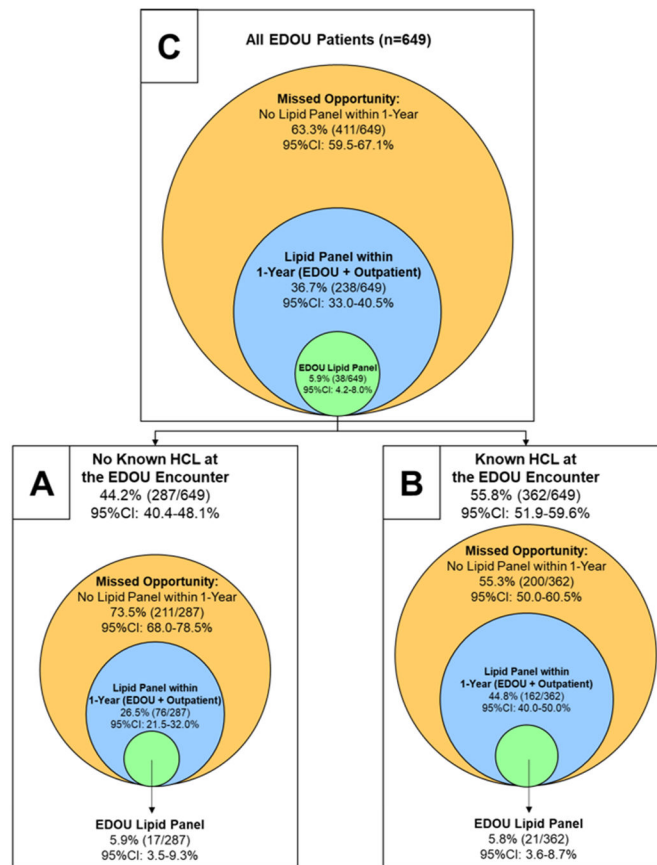 C
All EDOU Patients (n=649)
Missed Opportunity:
No Lipid Panel within 1-Year
63.3% (411/649)
95%CI: 59.5-67.1%
Lipid Panel within
1-Year (EDOU + Outpatient)
36.7% (238/649)
95%CI: 33.0-40.5%
EDOU Lipid Panel
5.9% (38/649)
95%CI: 4.2-8.0%
A
No Known HCL at
the EDOU Encounter
44.2% (287/649)
95%CI: 40.4-48.1%
Missed Opportunity:
No Lipid Panel within 1-Year
73.5% (211/287)
95%CI: 68.0-78.5%
Lipid Panel within
1-Year (EDOU + Outpatient)
26.5% (76/287)
95%CI: 21.5-32.0%
EDOU Lipid Panel
5.9% (17/287)
95%CI: 3.5-9.3%
B
Known HCL at
the EDOU Encounter
55.8% (362/649)
95%CI: 51.9-59.6%
Missed Opportunity:
No Lipid Panel within 1-Year
55.3% (200/362)
95%CI: 50.0-60.5%
Lipid Panel within
1-Year (EDOU + Outpatient)
44.8% (162/362)
95%CI: 40.0-50.0%
EDOU Lipid Panel
5.8% (21/362)
95%CI: 3.6-8.7%